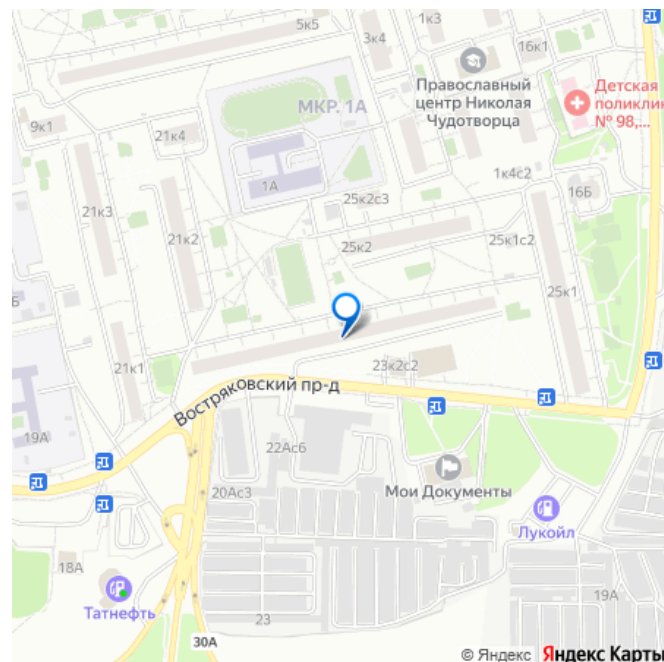 5к5
3к4
1к3
16к1
Православный
центр Николая
Чудотворца
Детская
поликлин
№ 98,...
МКР. 1А
9к1
21к4
1А
25к2с3
1к4с2
16Б
21к3
21к2
25к2
25к1с2
25к1
Б
21к1
23к2с2
Востряковский пр-д
19А
22Ас6
20Ас3
Мои Документы
Лукойл
18А
Татнефть
23
19А
30А
© Яндекс Яндекс Карты